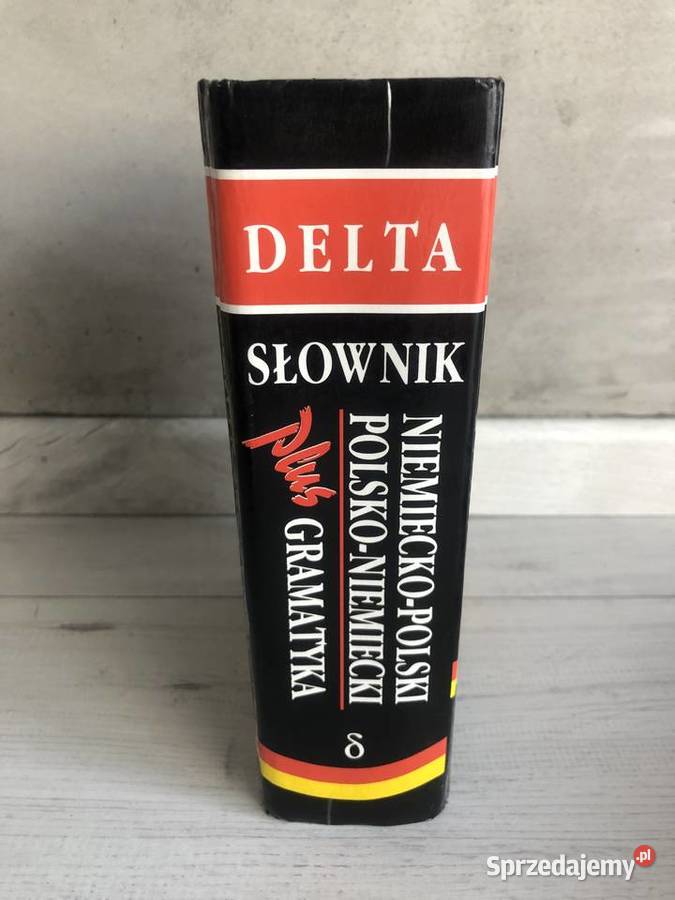 DELTA
SŁOWNIK
NIEMIECKO-POLSKI
POLSKO-NIEMIECKI
plus GRAMATYKA
δ
Sprzedajemy.pl